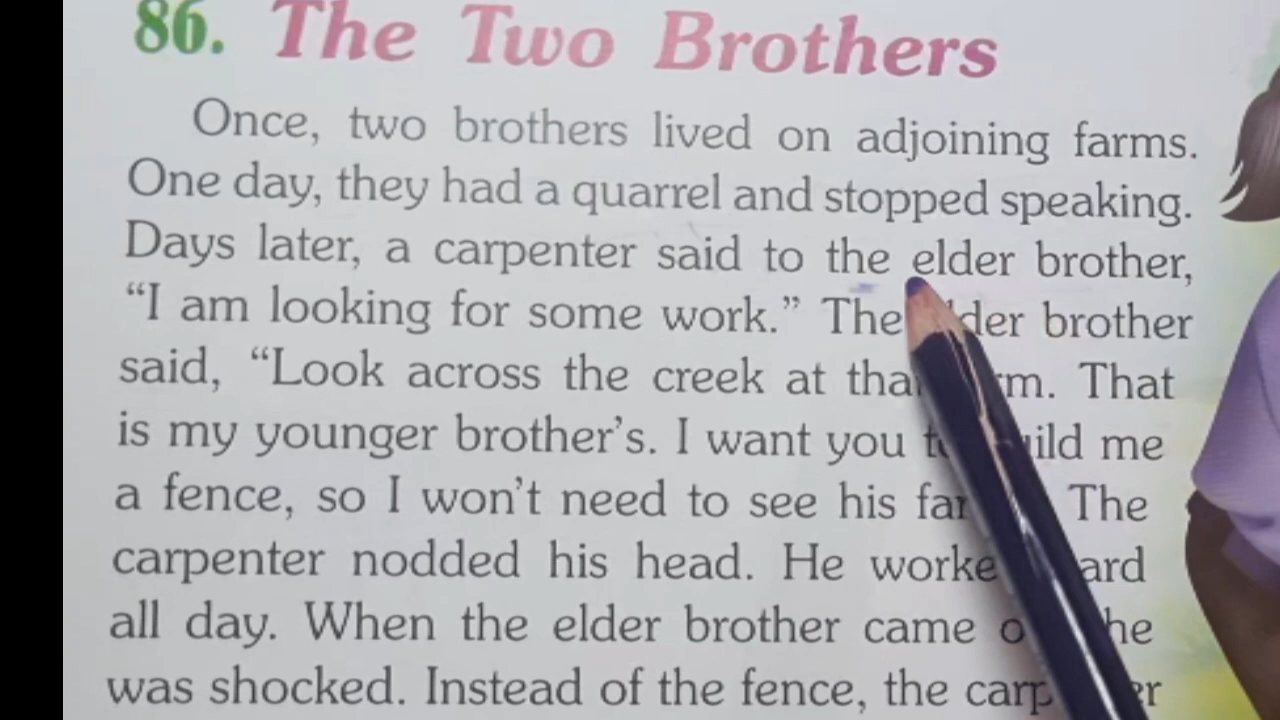 86. The Two Brothers
Once, two brothers lived on adjoining farms.
One day, they had a quarrel and stopped speaking.
Days later, a carpenter said to the elder brother,
“I am looking for some work.” The brother
said, “Look across the creek at That
is my younger brother’s. I want you me
a fence, so I won’t need to see his The
carpenter nodded his head. He
all day. When the elder brother came
was shocked. Instead of the fence, the